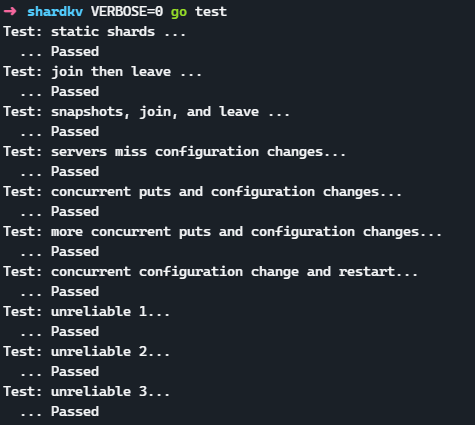 → shardkv VERBOSE=0 go test
Test: static shards ...
  ... Passed
Test: join then leave ...
  ... Passed
Test: snapshots, join, and leave ...
  ... Passed
Test: servers miss configuration changes...
  ... Passed
Test: concurrent puts and configuration changes...
  ... Passed
Test: more concurrent puts and configuration changes...
  ... Passed
Test: concurrent configuration change and restart...
  ... Passed
Test: unreliable 1...
  ... Passed
Test: unreliable 2...
  ... Passed
Test: unreliable 3...
  ... Passed